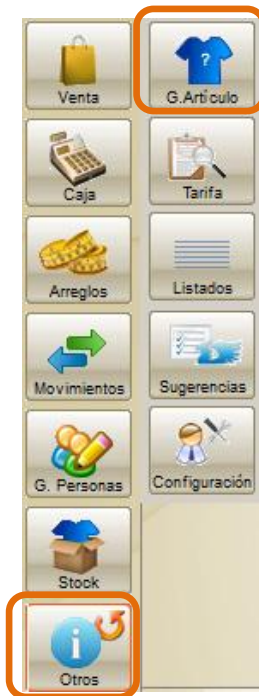 Venta
G.Artículo
Caja
Tarifa
Arreglos
Listados
Movimientos
Sugerencias
G. Personas
Configuración
Stock
Otros